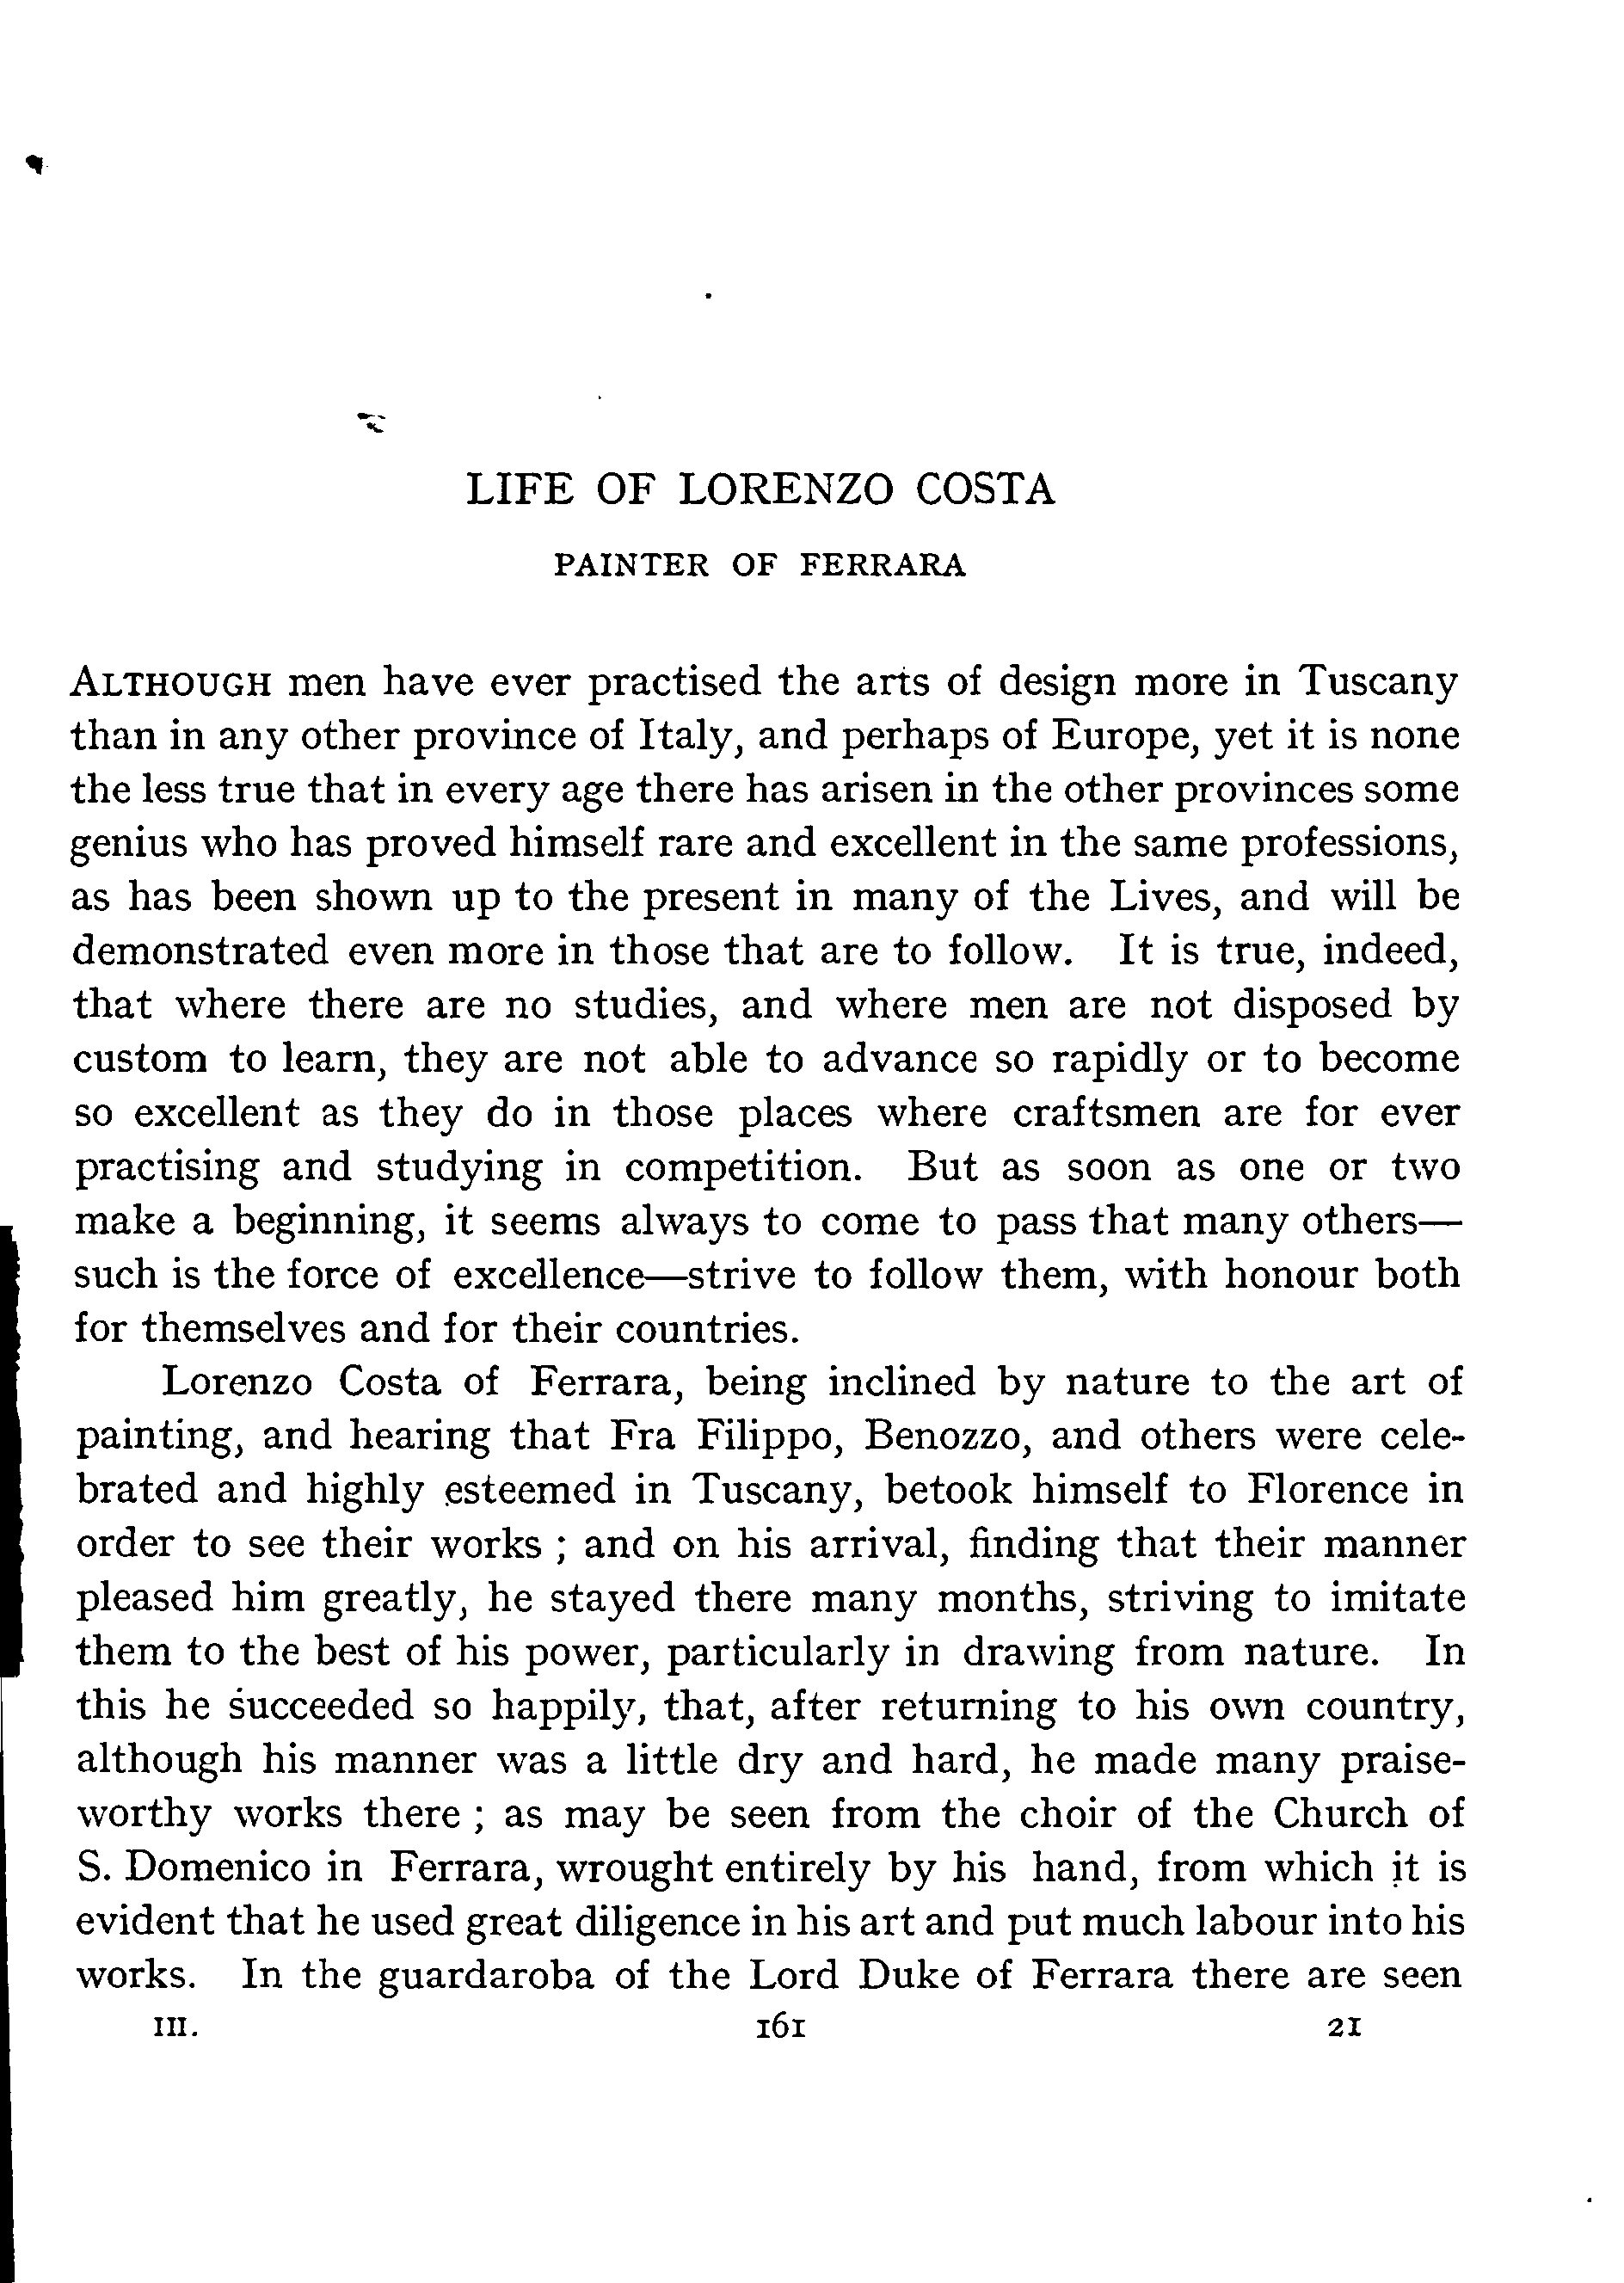 LIFE OF LORENZO COSTA
PAINTER OF FERRARA
ALTHOUGH men have ever practised the arts of design more in Tuscany
than in any other province of Italy, and perhaps of Europe, yet it is none
the less true that in every age there has arisen in the other provinces some
genius who has proved himself rare and excellent in the same professions,
as has been shown up to the present in many of the Lives, and will be
demonstrated even more in those that are to follow. It is true, indeed,
that where there are no studies, and where men are not disposed by
custom to learn, they are not able to advance so rapidly or to become
so excellent as they do in those places where craftsmen are for ever
practising and studying in competition. But as soon as one or two
make a beginning, it seems always to come to pass that many others—
such is the force of excellence—strive to follow them, with honour both
for themselves and for their countries.
Lorenzo Costa of Ferrara, being inclined by nature to the art of
painting, and hearing that Fra Filippo, Benozzo, and others were cele-
brated and highly esteemed in Tuscany, betook himself to Florence in
order to see their works ; and on his arrival, finding that their manner
pleased him greatly, he stayed there many months, striving to imitate
them to the best of his power, particularly in drawing from nature. In
this he succeeded so happily, that, after returning to his own country,
although his manner was a little dry and hard, he made many praise-
worthy works there ; as may be seen from the choir of the Church of
S. Domenico in Ferrara, wrought entirely by his hand, from which it is
evident that he used great diligence in his art and put much labour into his
works. In the guardaroba of the Lord Duke of Ferrara there are seen
III. 161 21